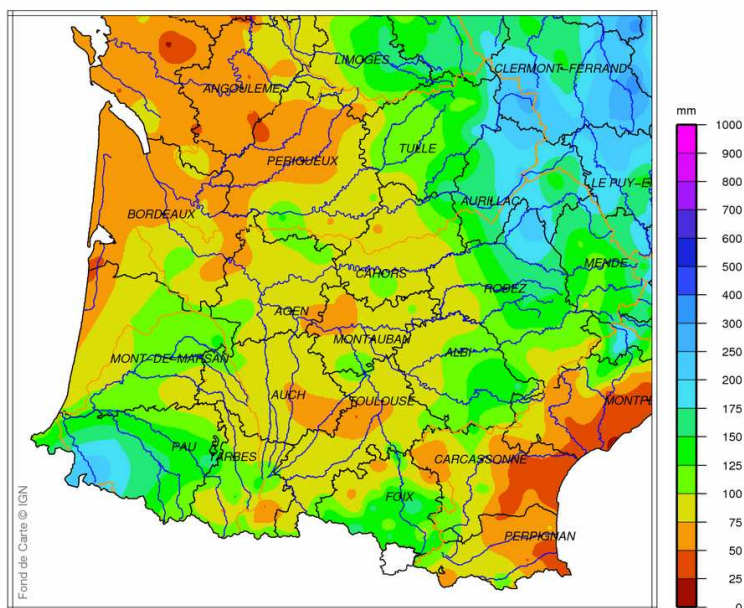 LIMOGES
CLERMONT-FERRAND
ANGOULEME
mm
1000
900
800
700
600
500
400
300
200
175
150
125
100
75
50
25
0
TULLE
PERIGUEUX
LE PUY-E
AURILLAC
BORDEAUX
MENDE
CAHORS
RODEZ
AGEN
MONTAUBAN
ALBI
MONT-DE-MARSAN
AUCH
TOULOUSE
MONTPE
PAU
TARBES
CARCASSONNE
FOIX
PERPIGNAN
Fond de Carte © IGN